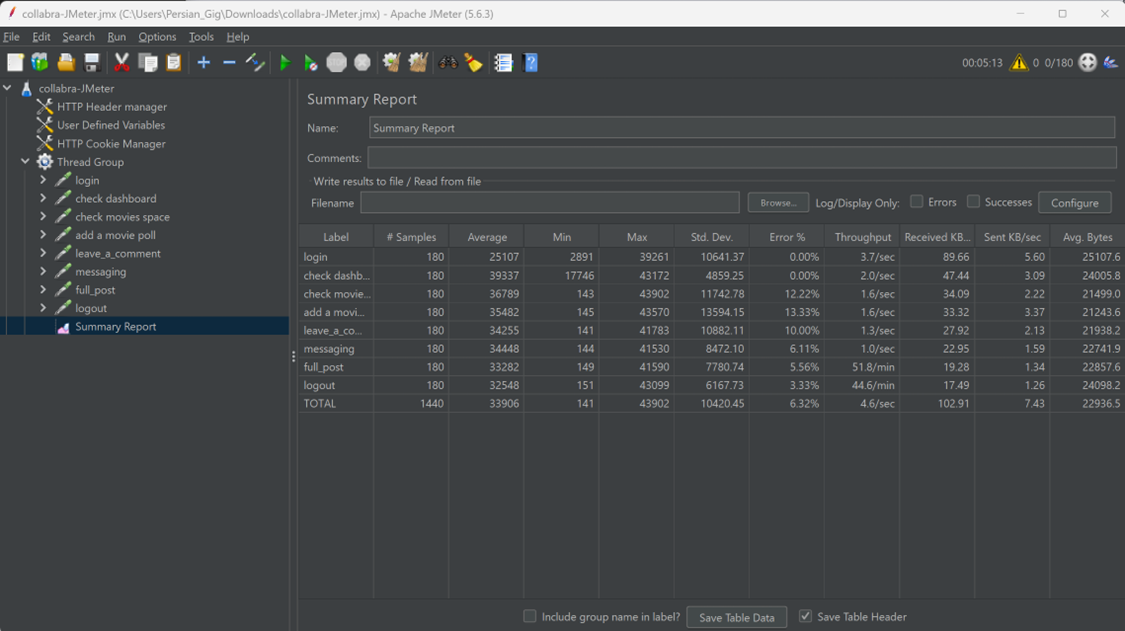 collabra-JMeter.jmx (C:\Users\Persian_Gig\Downloads\collabra-JMeter.jmx) - Apache JMeter (5.6.3)
File Edit Search Run Options Tools Help
00:05:13 0 0/180
collabra-JMeter
HTTP Header manager
User Defined Variables
HTTP Cookie Manager
Thread Group
login
check dashboard
check movies space
add a movie poll
leave_a_comment
messaging
full_post
logout
Summary Report
Summary Report
Name: Summary Report
Comments:
Write results to file / Read from file
Filename Browse... Log/Display Only: Errors Successes Configure
Label # Samples Average Min Max Std. Dev. Error % Throughput Received KB... Sent KB/sec Avg. Bytes
login 180 25107 2891 39261 10641.37 0.00% 3.7/sec 89.66 5.60 25107.6
check dashb... 180 39337 17746 43172 4859.25 0.00% 2.0/sec 47.44 3.09 24005.8
check movie... 180 36789 143 43902 11742.78 12.22% 1.6/sec 34.09 2.22 21499.0
add a movi... 180 35482 145 43570 13594.15 13.33% 1.6/sec 33.32 3.37 21243.6
leave_a_co... 180 34255 141 41783 10882.11 10.00% 1.3/sec 27.92 2.13 21938.2
messaging 180 34448 144 41530 8472.10 6.11% 1.0/sec 22.95 1.59 22741.9
full_post 180 33282 149 41590 7780.74 5.56% 51.8/min 19.28 1.34 22857.6
logout 180 32548 151 43099 6167.73 3.33% 44.6/min 17.49 1.26 24098.2
TOTAL 1440 33906 141 43902 10420.45 6.32% 4.6/sec 102.91 7.43 22936.5
Include group name in label? Save Table Data Save Table Header